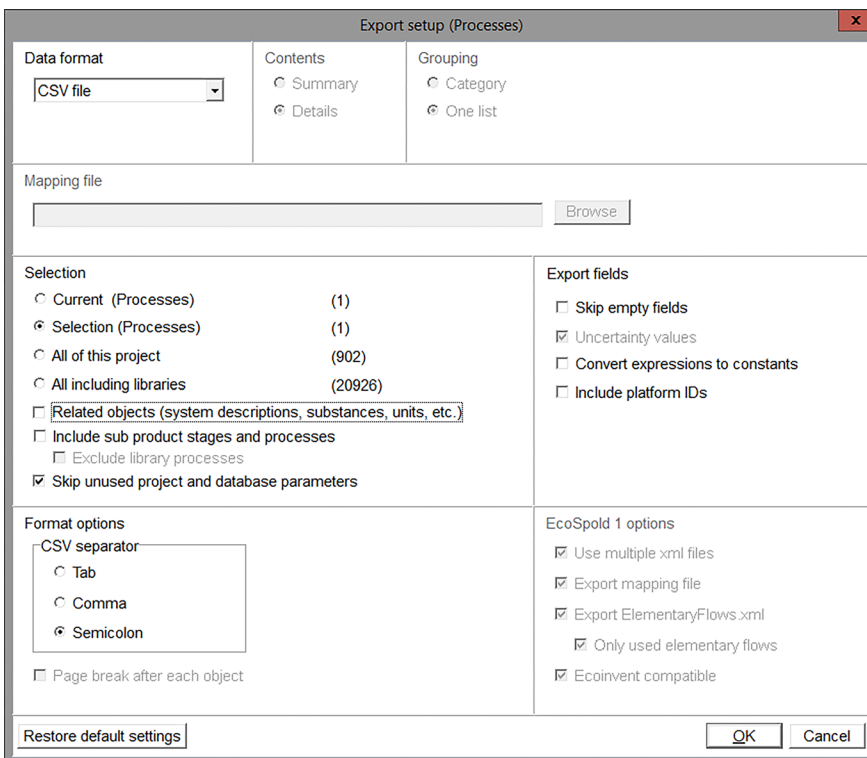 Export setup (Processes)
x
Data format
CSV file
Contents
Summary
Details
Grouping
Category
One list
Mapping file
Browse
Selection
Current (Processes) (1)
Selection (Processes) (1)
All of this project (902)
All including libraries (20926)
Related objects (system descriptions, substances, units, etc.)
Include sub product stages and processes
Exclude library processes
Skip unused project and database parameters
Export fields
Skip empty fields
Uncertainty values
Convert expressions to constants
Include platform IDs
Format options
CSV separator
Tab
Comma
Semicolon
Page break after each object
EcoSpold 1 options
Use multiple xml files
Export mapping file
Export ElementaryFlows.xml
Only used elementary flows
Ecoinvent compatible
Restore default settings
OK
Cancel